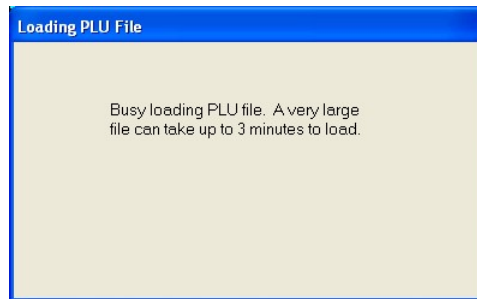 Loading PLU File
Busy loading PLU file.  A very large
file can take up to 3 minutes to load.